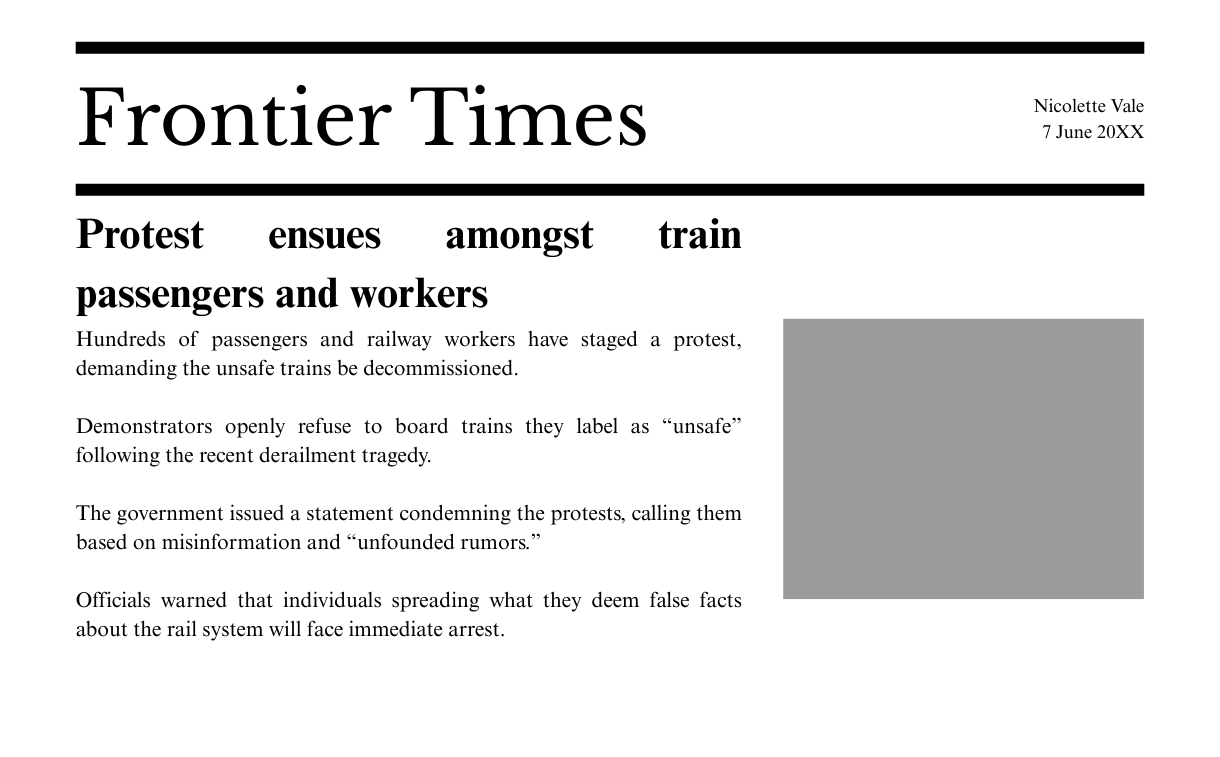 Frontier Times
Nicolette Vale
7 June 20XX
Protest ensues amongst train
passengers and workers
Hundreds of passengers and railway workers have staged a protest,
demanding the unsafe trains be decommissioned.
Demonstrators openly refuse to board trains they label as “unsafe”
following the recent derailment tragedy.
The government issued a statement condemning the protests, calling them
based on misinformation and “unfounded rumors.”
Officials warned that individuals spreading what they deem false facts
about the rail system will face immediate arrest.